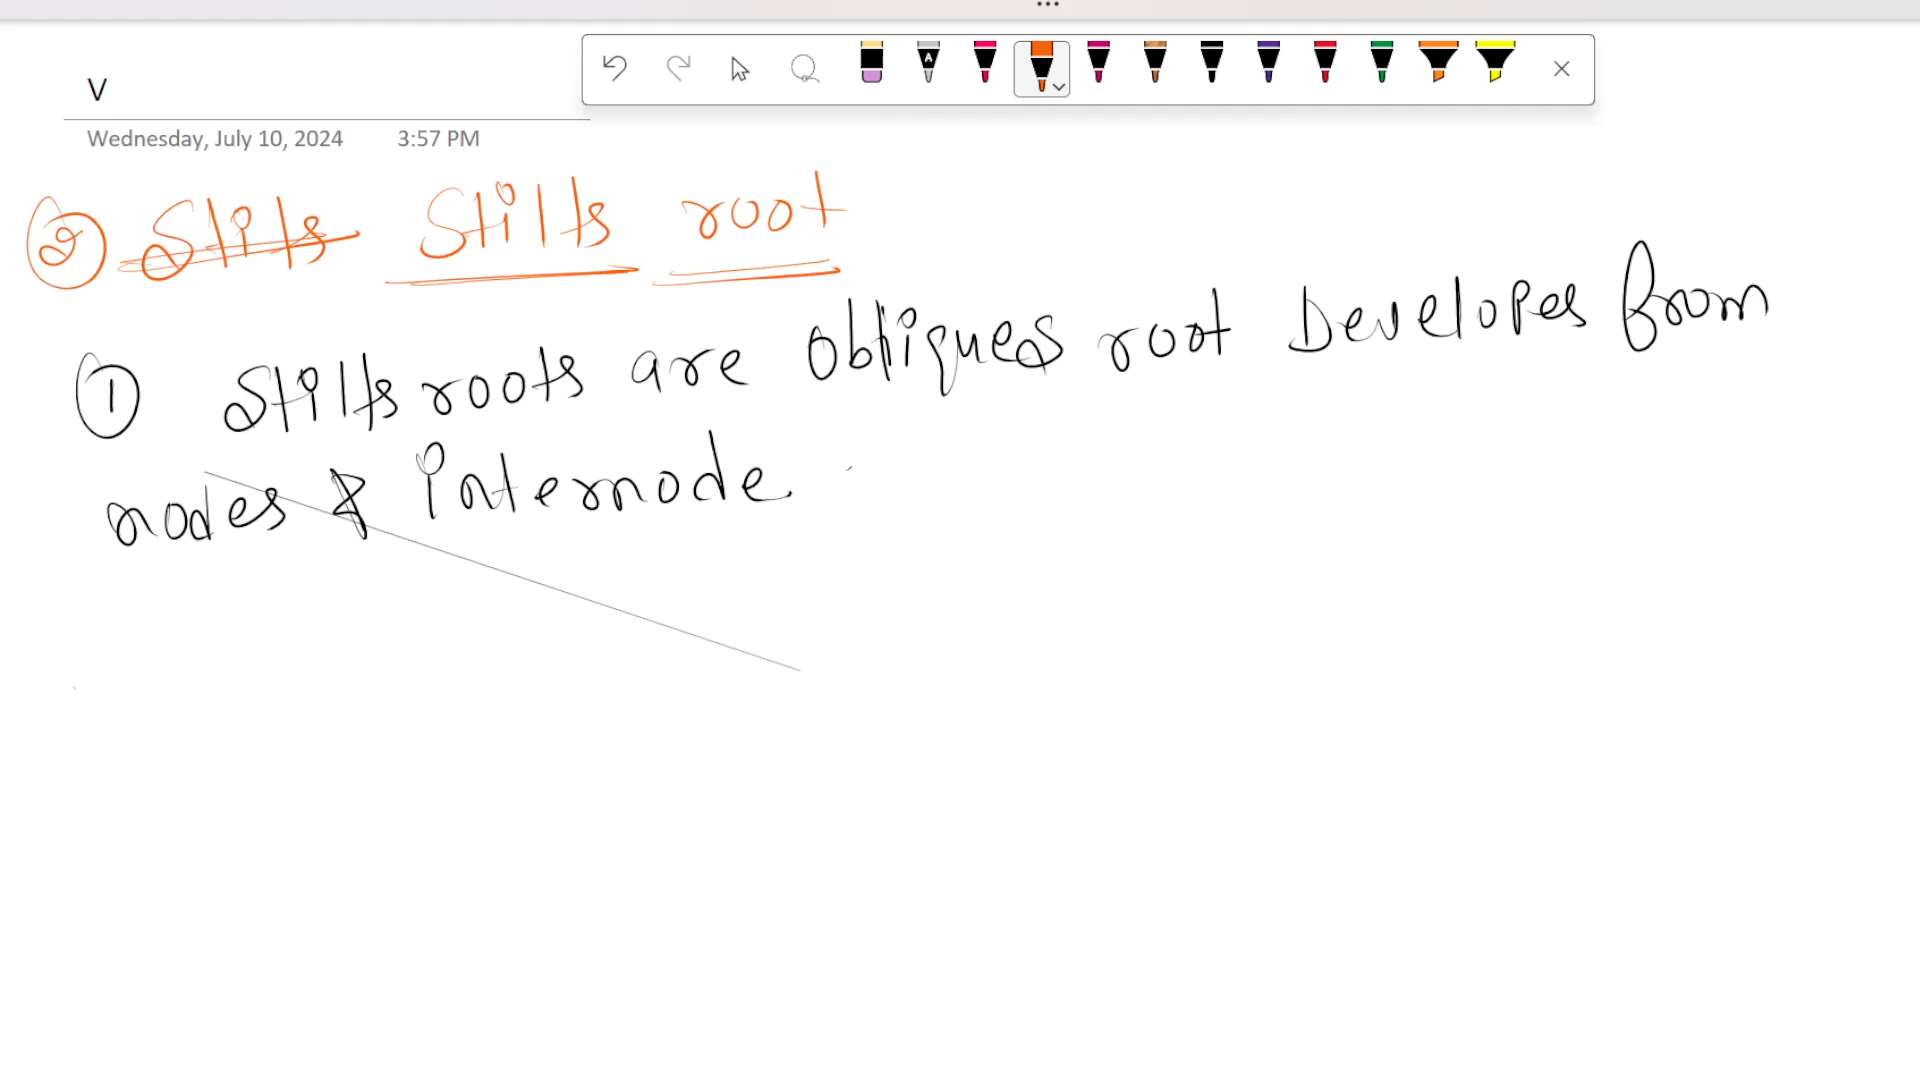 V
Wednesday, July 10, 2024 3:57 PM
② Stits Stilts root
① Stilts roots are obliques root Developes from
nodes & internode